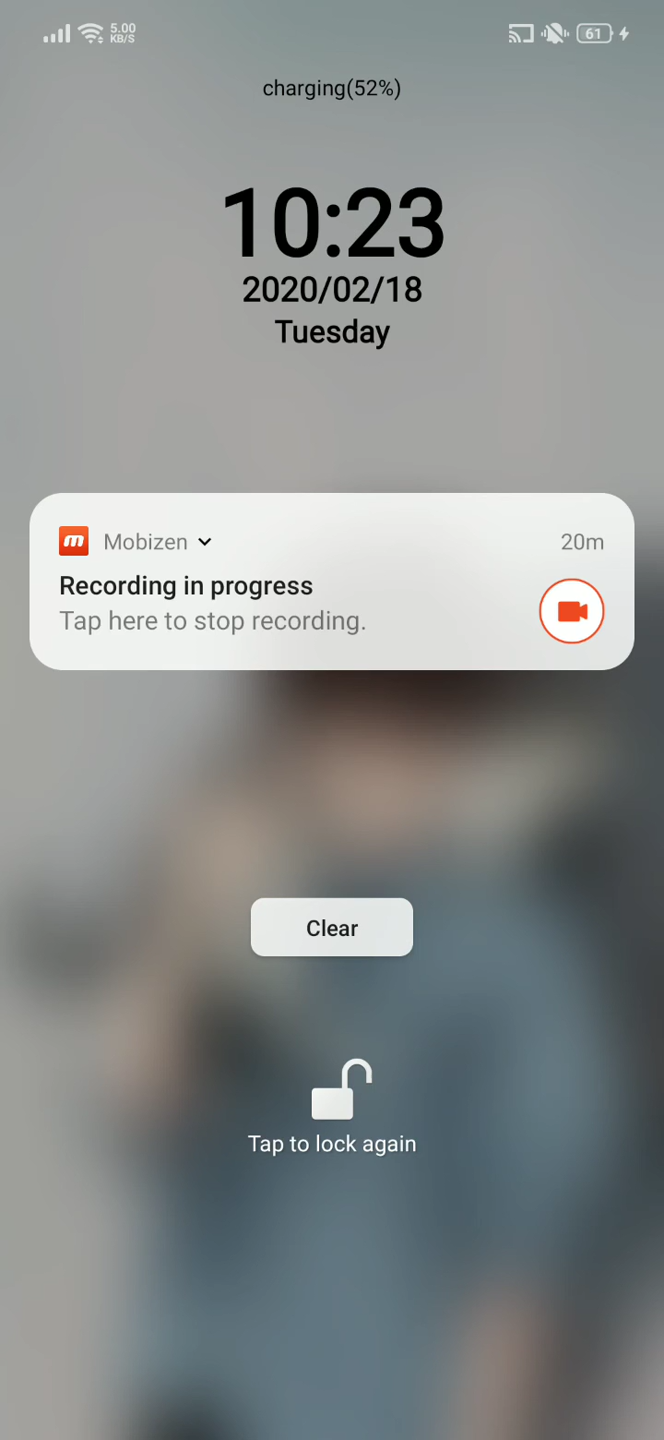 5.00
KB/S
61
charging(52%)
10:23
2020/02/18
Tuesday
m Mobizen 20m
Recording in progress
Tap here to stop recording.
Clear
Tap to lock again